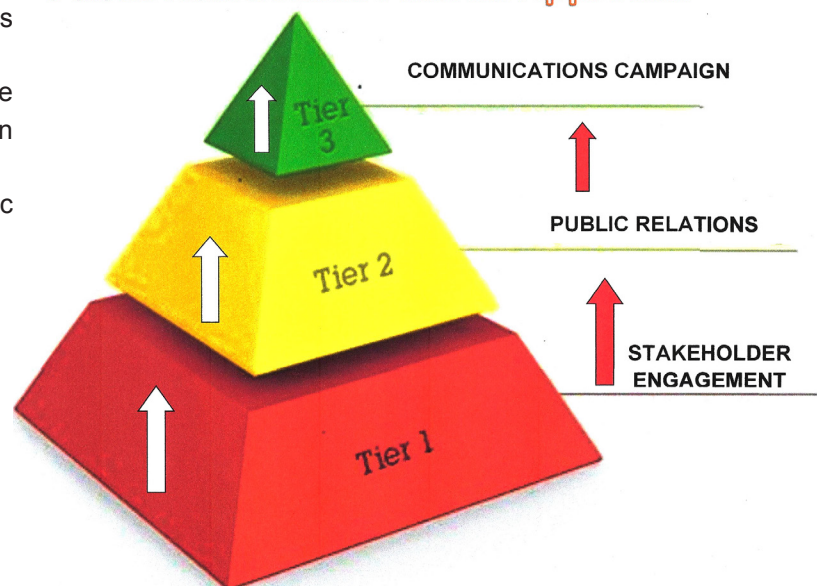 s
e
n
c
COMMUNICATIONS CAMPAIGN
Tier
3
PUBLIC RELATIONS
Tier 2
STAKEHOLDER
ENGAGEMENT
Tier 1